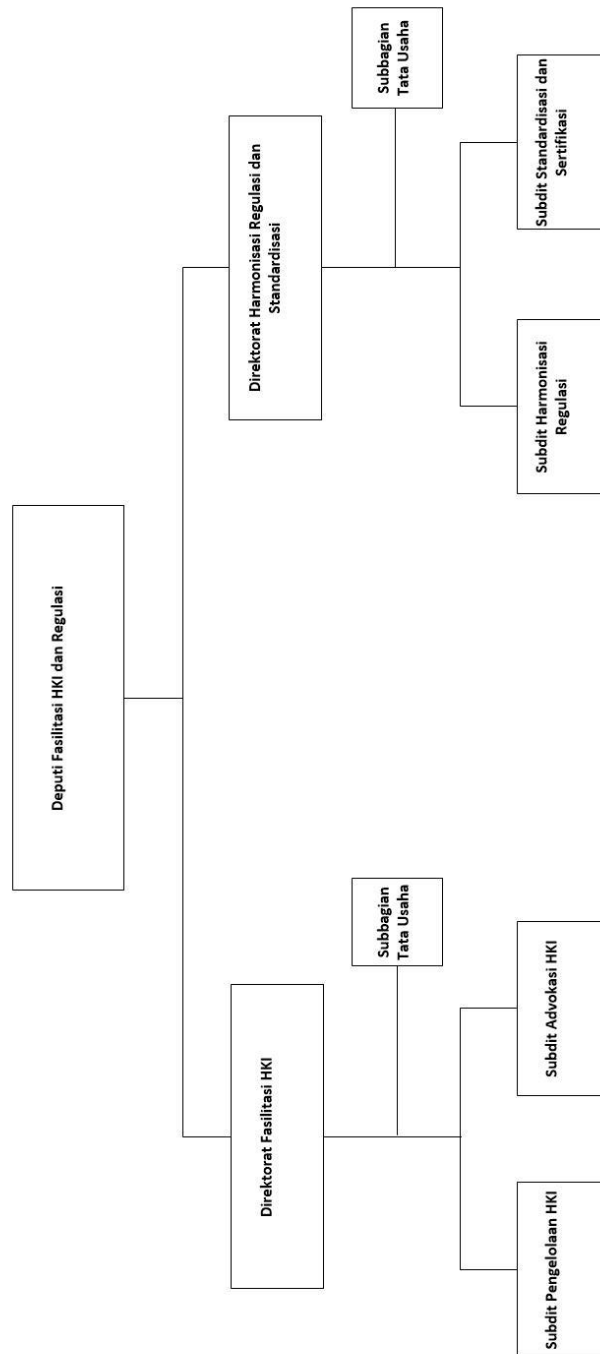 Deputi Fasilitasi HKI dan Regulasi
Direktorat Fasilitasi HKI
Direktorat Harmonisasi Regulasi dan
Standardisasi
Subbagian
Tata Usaha
Subbagian
Tata Usaha
Subdit Pengelolaan HKI
Subdit Advokasi HKI
Subdit Harmonisasi
Regulasi
Subdit Standardisasi dan
Sertifikasi